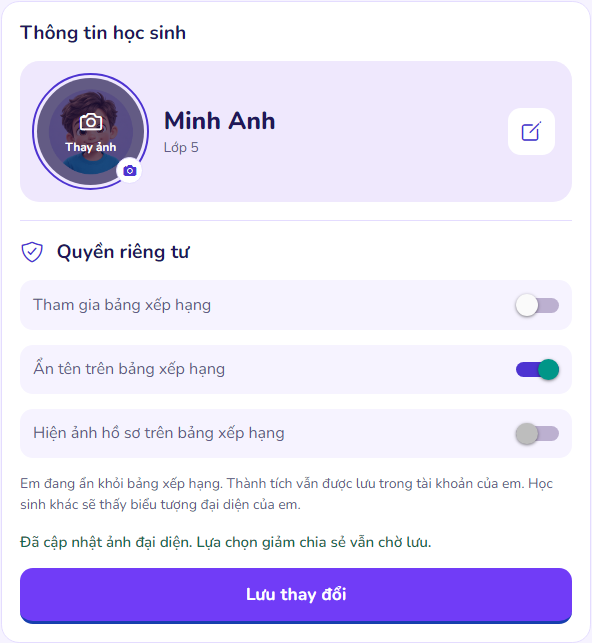 Thông tin học sinh
Thay ảnh
Minh Anh
Lớp 5
Quyền riêng tư
Tham gia bảng xếp hạng
Ẩn tên trên bảng xếp hạng
Hiện ảnh hồ sơ trên bảng xếp hạng
Em đang ẩn khỏi bảng xếp hạng. Thành tích vẫn được lưu trong tài khoản của em. Học
sinh khác sẽ thấy biểu tượng đại diện của em.
Đã cập nhật ảnh đại diện. Lựa chọn giảm chia sẻ vẫn chờ lưu.
Lưu thay đổi